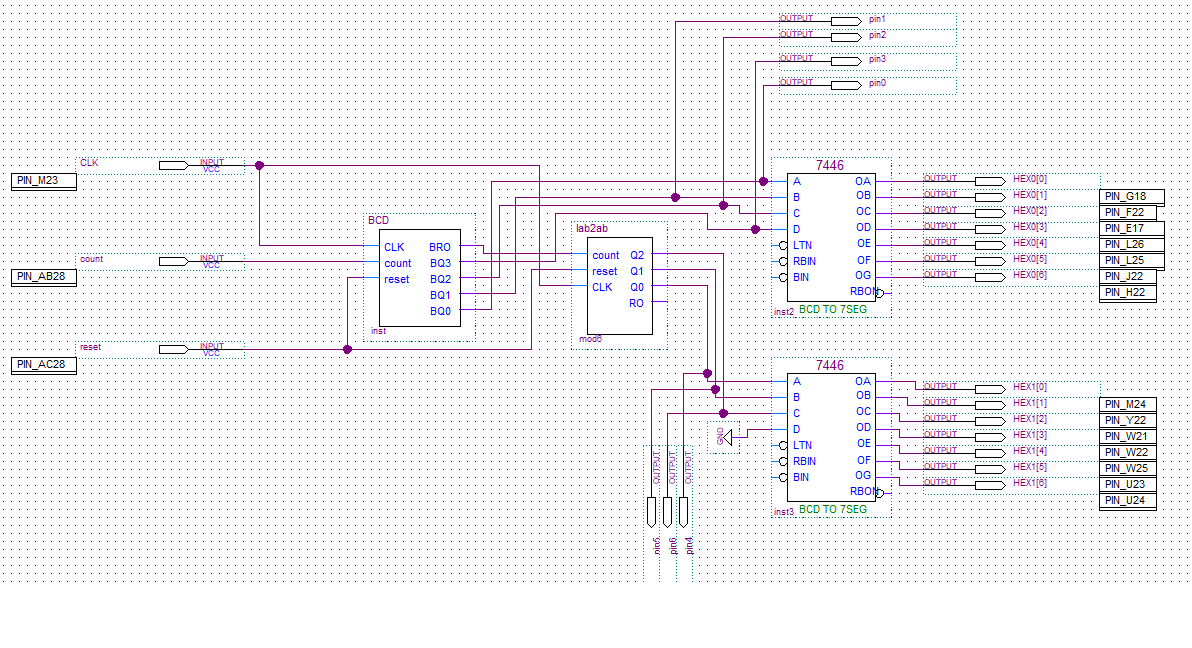 OUTPUT pin1
OUTPUT pin2
OUTPUT pin3
OUTPUT pin0
CLK INPUT VCC
PIN_M23
count INPUT VCC
PIN_AB28
reset INPUT VCC
PIN_AC28
BCD
CLK BRO
count BQ3
reset BQ2
BQ1
BQ0
inst
lab2ab
count Q2
reset Q1
CLK Q0
RO
mod6
7446
A OA
B OB
C OC
D OD
LTN OE
RBIN OF
BIN OG
RBON
inst2 BCD TO 7SEG
OUTPUT HEX0[0]
OUTPUT HEX0[1]
OUTPUT HEX0[2]
OUTPUT HEX0[3]
OUTPUT HEX0[4]
OUTPUT HEX0[5]
OUTPUT HEX0[6]
PIN_G18
PIN_F22
PIN_E17
PIN_L26
PIN_L25
PIN_J22
PIN_H22
7446
A OA
B OB
C OC
D OD
LTN OE
RBIN OF
BIN OG
RBON
inst3 BCD TO 7SEG
GND
OUTPUT HEX1[0]
OUTPUT HEX1[1]
OUTPUT HEX1[2]
OUTPUT HEX1[3]
OUTPUT HEX1[4]
OUTPUT HEX1[5]
OUTPUT HEX1[6]
PIN_M24
PIN_Y22
PIN_W21
PIN_W22
PIN_W25
PIN_U23
PIN_U24
OUTPUT pin5
OUTPUT pin6
OUTPUT pin4